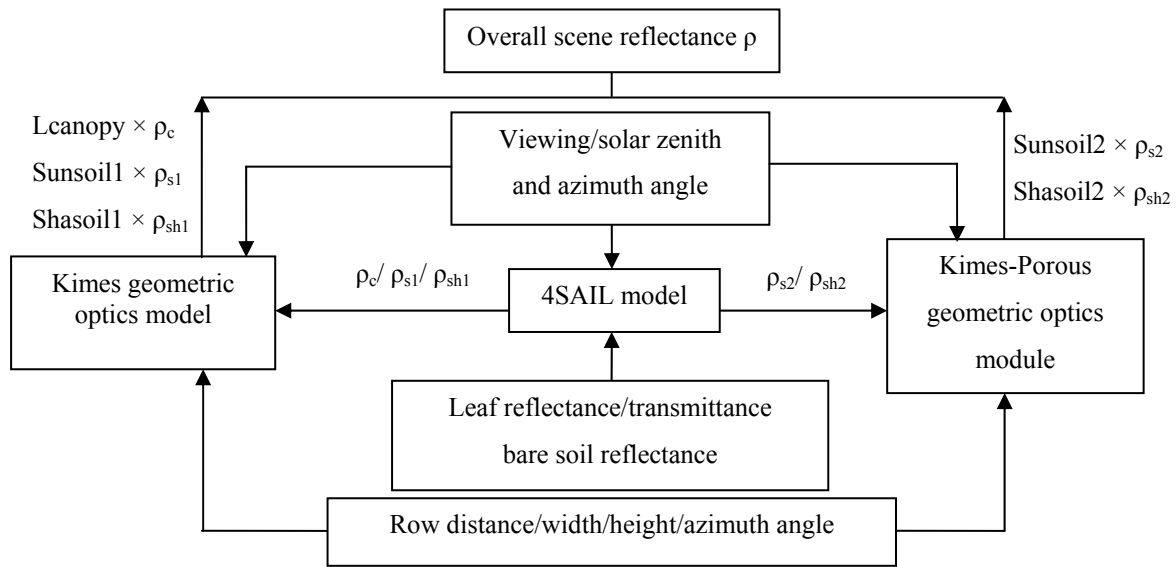 Overall scene reflectance ρ
Lcanopy × ρc
Sunsoil1 × ρs1
Shasoil1 × ρsh1
Viewing/solar zenith
and azimuth angle
Sunsoil2 × ρs2
Shasoil2 × ρsh2
Kimes geometric
optics model
ρc/ ρs1/ ρsh1
4SAIL model
ρs2/ ρsh2
Kimes-Porous
geometric optics
module
Leaf reflectance/transmittance
bare soil reflectance
Row distance/width/height/azimuth angle